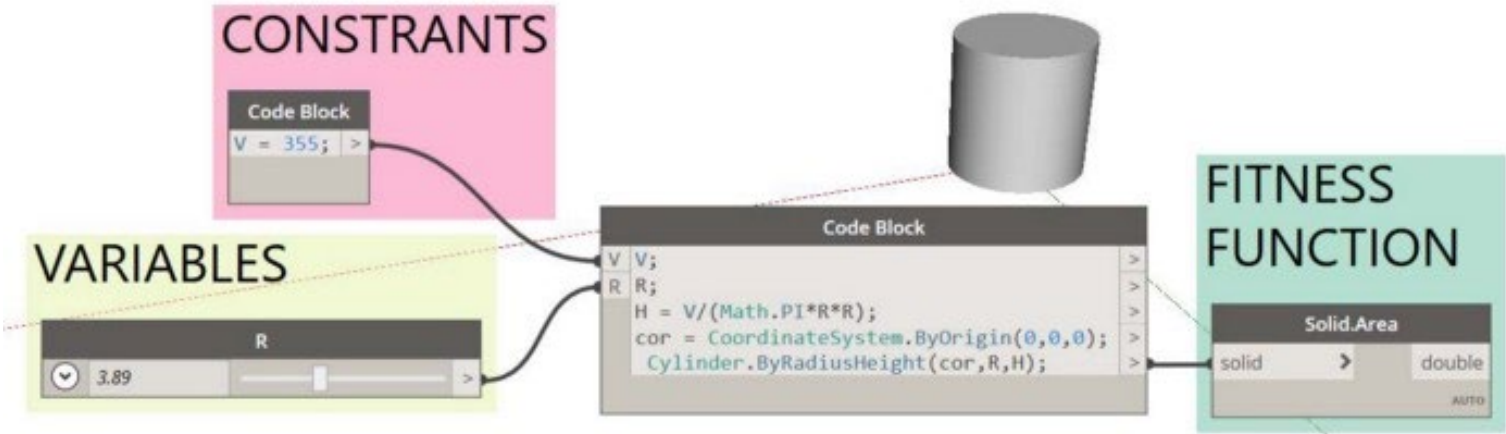 CONSTRANTS
Code Block
V = 355; >
VARIABLES
R
3.89 >
Code Block
V V; >
R R; >
H = V/(Math.PI*R*R); >
cor = CoordinateSystem.ByOrigin(0,0,0); >
Cylinder.ByRadiusHeight(cor,R,H); >
FITNESS
FUNCTION
Solid.Area
solid > double
AUTO